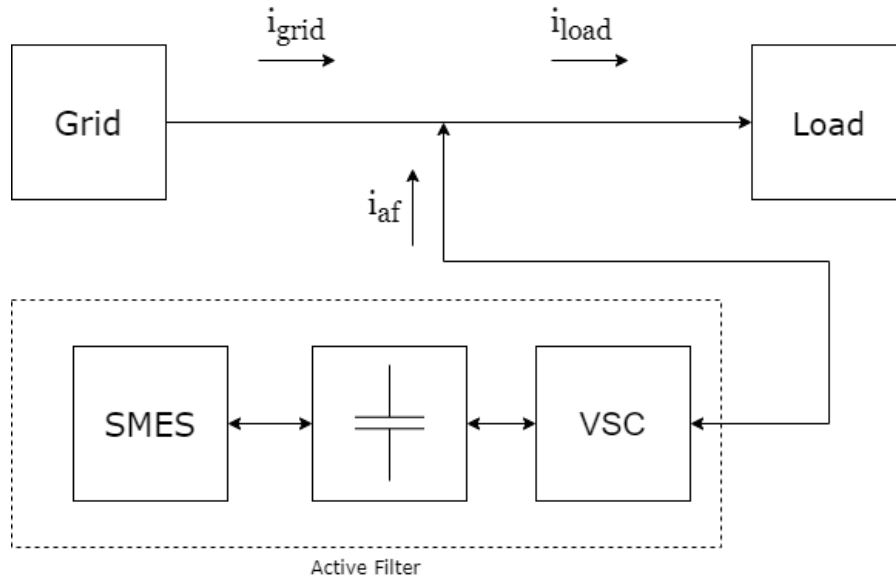 i_grid
i_load
Grid
Load
i_af
SMES
VSC
Active Filter